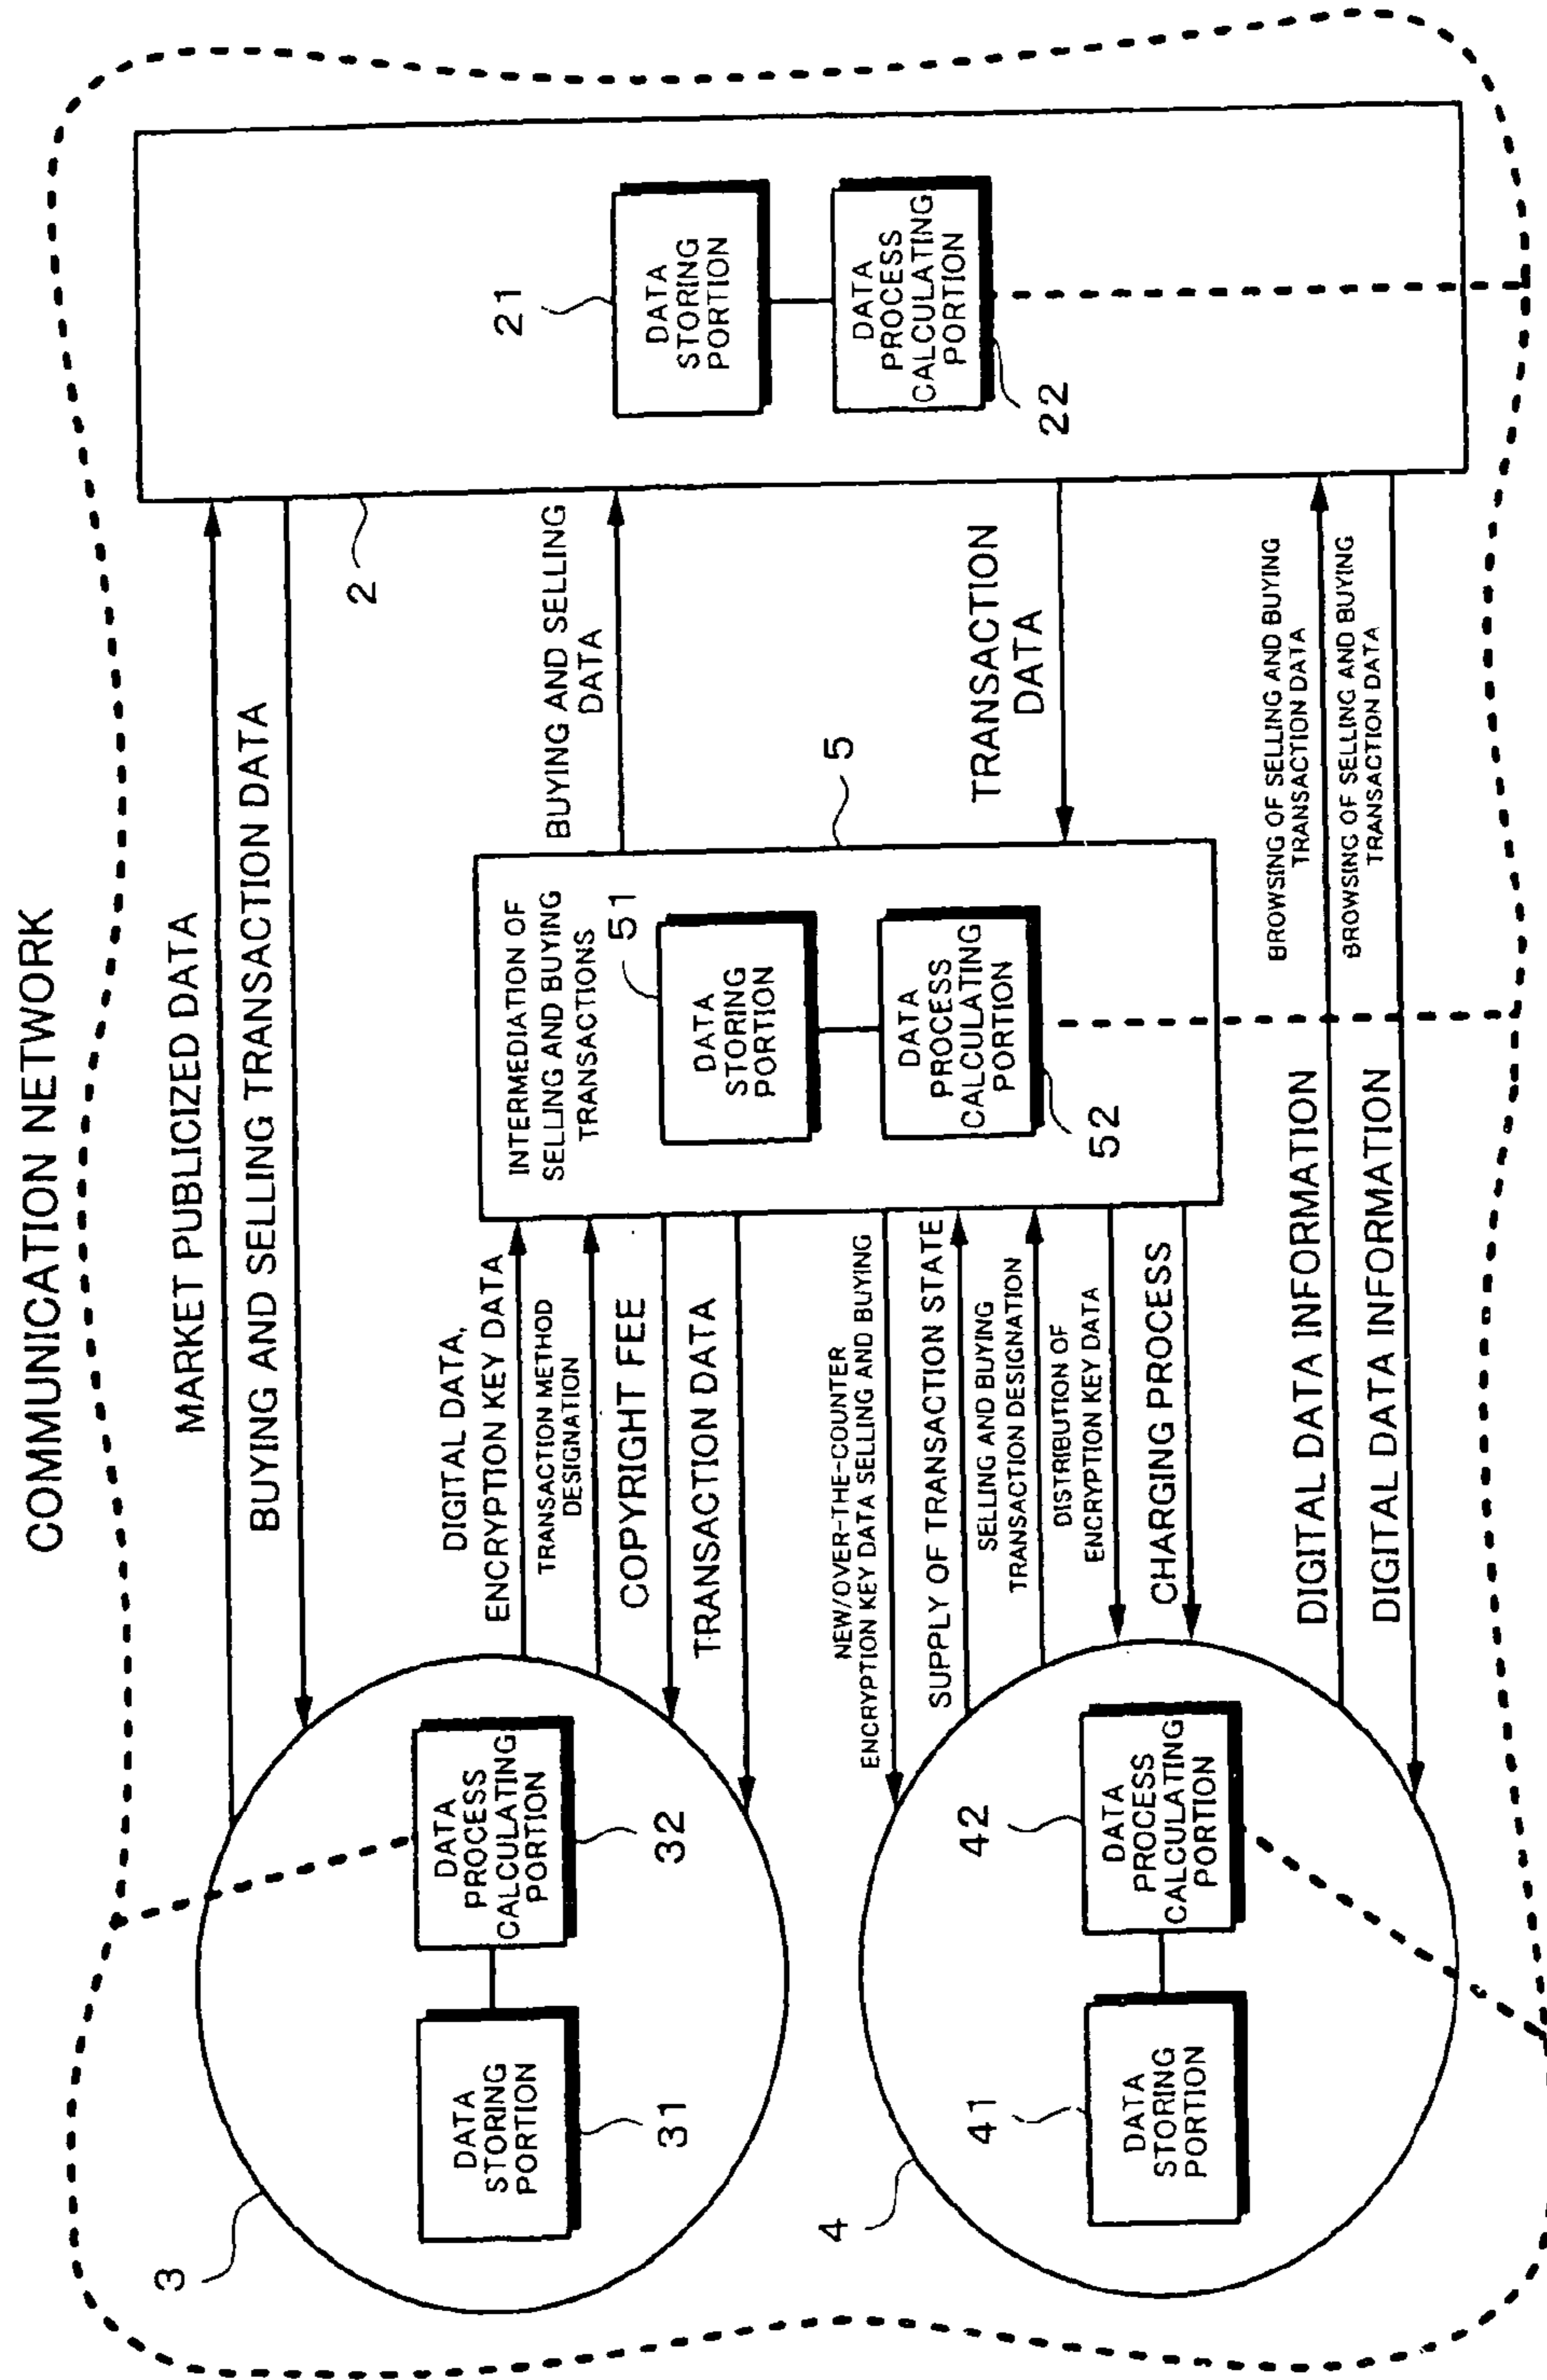 COMMUNICATION NETWORK
MARKET PUBLICIZED DATA
BUYING AND SELLING TRANSACTION DATA
3
DATA
STORING
PORTION
31
DATA
PROCESS
CALCULATING
PORTION
32
DIGITAL DATA,
ENCRYPTION KEY DATA
TRANSACTION METHOD
DESIGNATION
COPYRIGHT FEE
TRANSACTION DATA
INTERMEDIATION OF
SELLING AND BUYING
TRANSACTIONS
51
DATA
STORING
PORTION
DATA
PROCESS
CALCULATING
PORTION
52
5
BUYING AND SELLING
DATA
TRANSACTION
DATA
2
21
DATA
STORING
PORTION
DATA
PROCESS
CALCULATING
PORTION
22
4
41
DATA
STORING
PORTION
42
DATA
PROCESS
CALCULATING
PORTION
NEW/OVER-THE-COUNTER
ENCRYPTION KEY DATA SELLING AND BUYING
SUPPLY OF TRANSACTION STATE
SELLING AND BUYING
TRANSACTION DESIGNATION
DISTRIBUTION OF
ENCRYPTION KEY DATA
CHARGING PROCESS
DIGITAL DATA INFORMATION
BROWSING OF SELLING AND BUYING
TRANSACTION DATA
DIGITAL DATA INFORMATION
BROWSING OF SELLING AND BUYING
TRANSACTION DATA